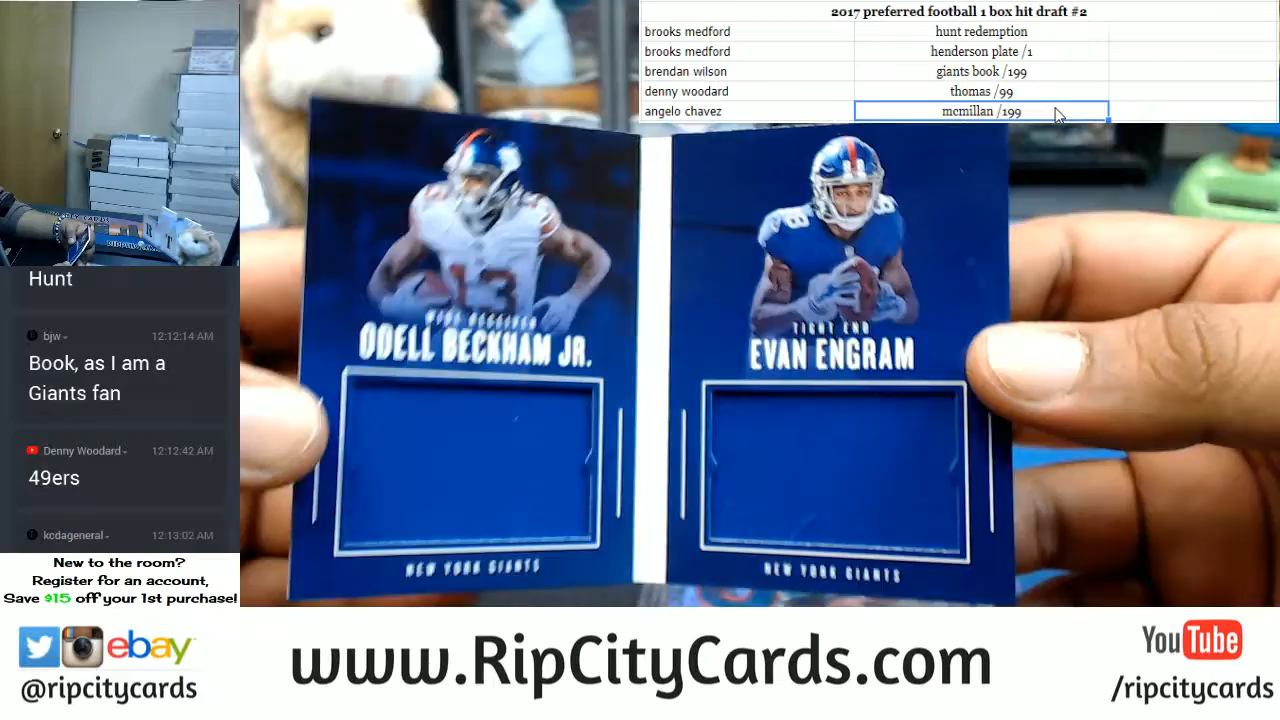 2017 preferred football 1 box hit draft #2
brooks medford hunt redemption
brooks medford henderson plate /1
brendan wilson giants book /199
denny woodard thomas /99
angelo chavez mcmillan /199
Hunt
bjw 12:12:14 AM
Book, as I am a
Giants fan
Denny Woodard 12:12:42 AM
49ers
kcdageneral 12:13:02 AM
New to the room?
Register for an account,
Save $15 off your 1st purchase!
WIDE RECEIVER
ODELL BECKHAM JR.
NEW YORK GIANTS
TIGHT END
EVAN ENGRAM
NEW YORK GIANTS
13
88
ebay
@ripcitycards
www.RipCityCards.com
YouTube
/ripcitycards